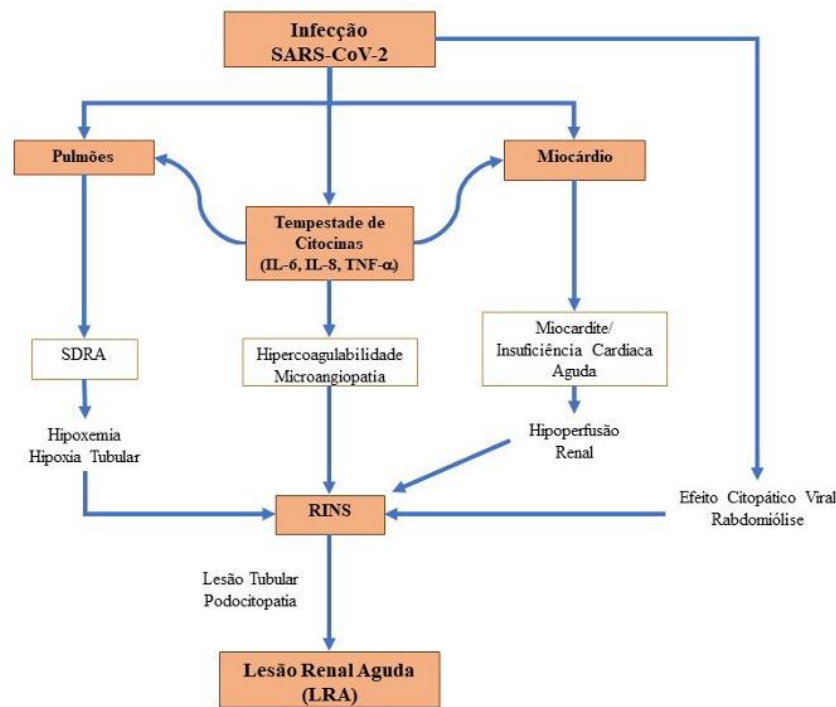 Infecção
SARS-CoV-2
Pulmões
Miocárdio
Tempestade de
Citocinas
(IL-6, IL-8, TNF-α)
SDRA
Hipercoagulabilidade
Microangiopatia
Miocardite/
Insuficiência Cardíaca
Aguda
Hipoxemia
Hipoxia Tubular
Hipoperfusão
Renal
RINS
Efeito Citopático Viral
Rabdomiólise
Lesão Tubular
Podocitopatia
Lesão Renal Aguda
(LRA)